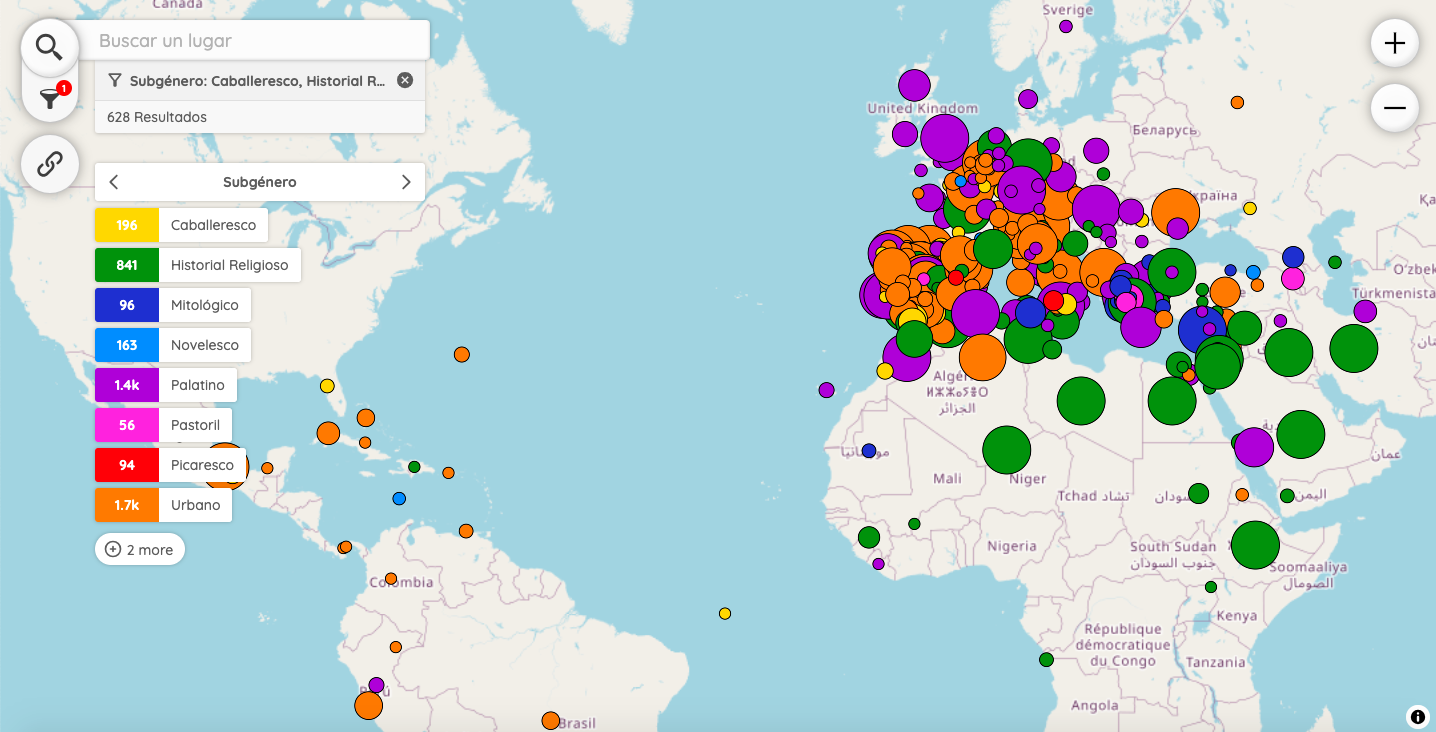 Canada
Sverige
Buscar un lugar
Subgénero: Caballeresco, Historial R...
1
628 Resultados
United Kingdom
Беларусь
Україна
Subgénero
196 Caballeresco
841 Historial Religioso
96 Mitológico
163 Novelesco
1.4k Palatino
56 Pastoril
94 Picaresco
1.7k Urbano
2 more
O'zbek
Türkmenista
ⵍⵣⵣⴰⵢⴻⵔ
الجزائر
عمان
Mali
Niger
Tchad تشاد
السودان
اليمن
Nigeria
South Sudan
جنوب السودان
Soomaaliya
الصومال
Colombia
Kenya
République
démocratique
du Congo
Tanzania
Perú
Angola
Brasil